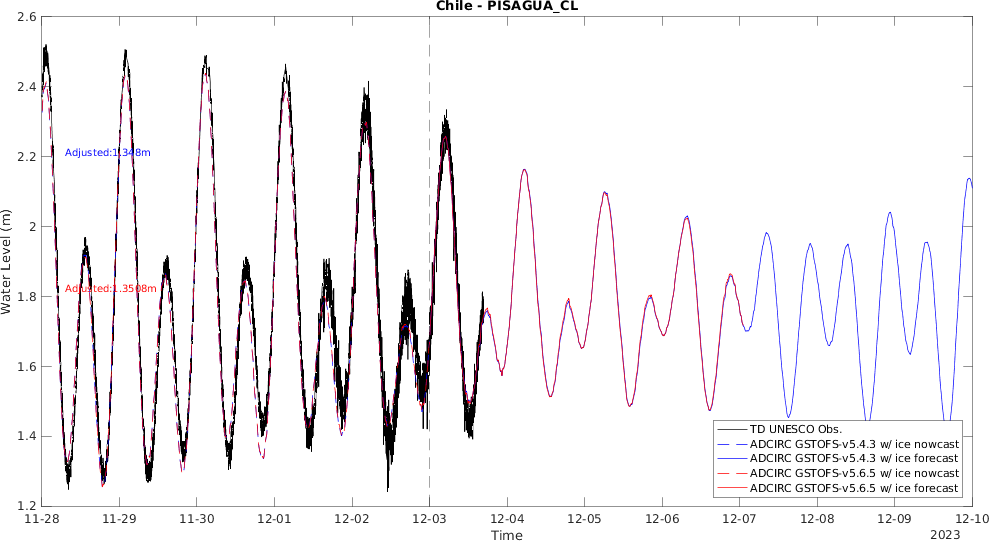 Chile - PISAGUA_CL
2.6
2.4
2.2
2
1.8
1.6
1.4
1.2
Water Level (m)
Adjusted:1.348m
Adjusted:1.3508m
TD UNESCO Obs.
ADCIRC GSTOFS-v5.4.3 w/ ice nowcast
ADCIRC GSTOFS-v5.4.3 w/ ice forecast
ADCIRC GSTOFS-v5.6.5 w/ ice nowcast
ADCIRC GSTOFS-v5.6.5 w/ ice forecast
11-28 11-29 11-30 12-01 12-02 12-03 12-04 12-05 12-06 12-07 12-08 12-09 12-10
Time
2023